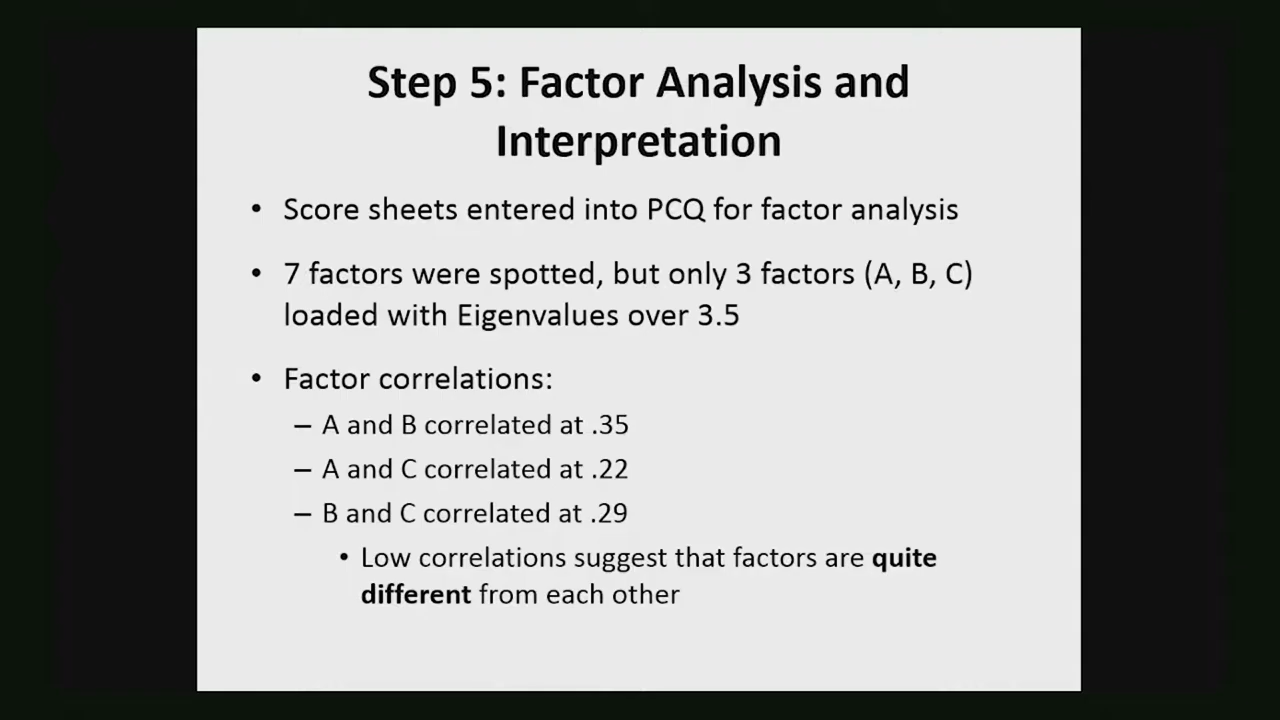 Step 5: Factor Analysis and
Interpretation
• Score sheets entered into PCQ for factor analysis
• 7 factors were spotted, but only 3 factors (A, B, C)
loaded with Eigenvalues over 3.5
• Factor correlations:
– A and B correlated at .35
– A and C correlated at .22
– B and C correlated at .29
• Low correlations suggest that factors are quite
different from each other